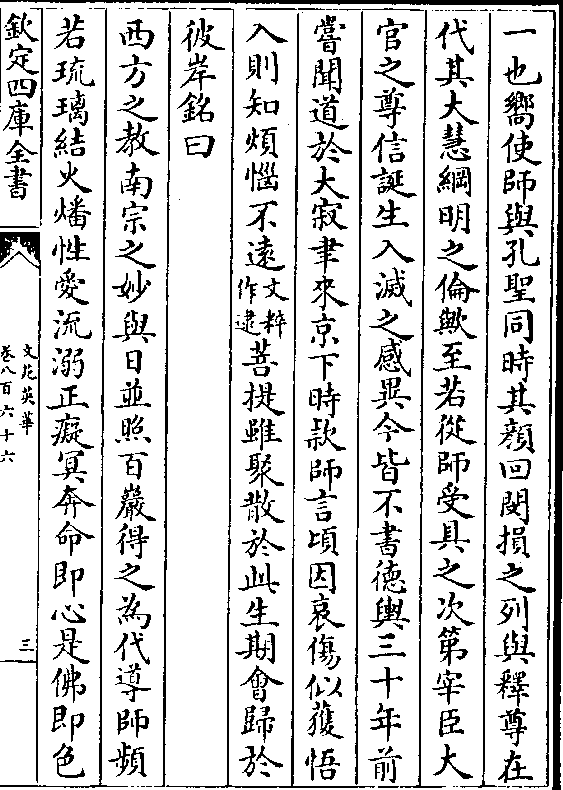 一也嚮使師與孔聖同時其顔回閔損之列與釋尊在
代其大慧綱明之倫歟至若從師受具之次第宰臣大
官之尊信誕生入滅之感異今皆不書德輿三十年前
嘗聞道於大寂聿來京下時款師言頃因哀傷似獲悟
入則知煩惱不遠文粹作逮菩提雖聚散於此生期會歸於
彼岸銘曰
西方之教南宗之妙與日並照百巖得之為代導師頻
若琉璃結火燔性愛流溺正癡冥奔命即心是佛即色
欽定四庫全書
文苑英華
卷八百六十六
三